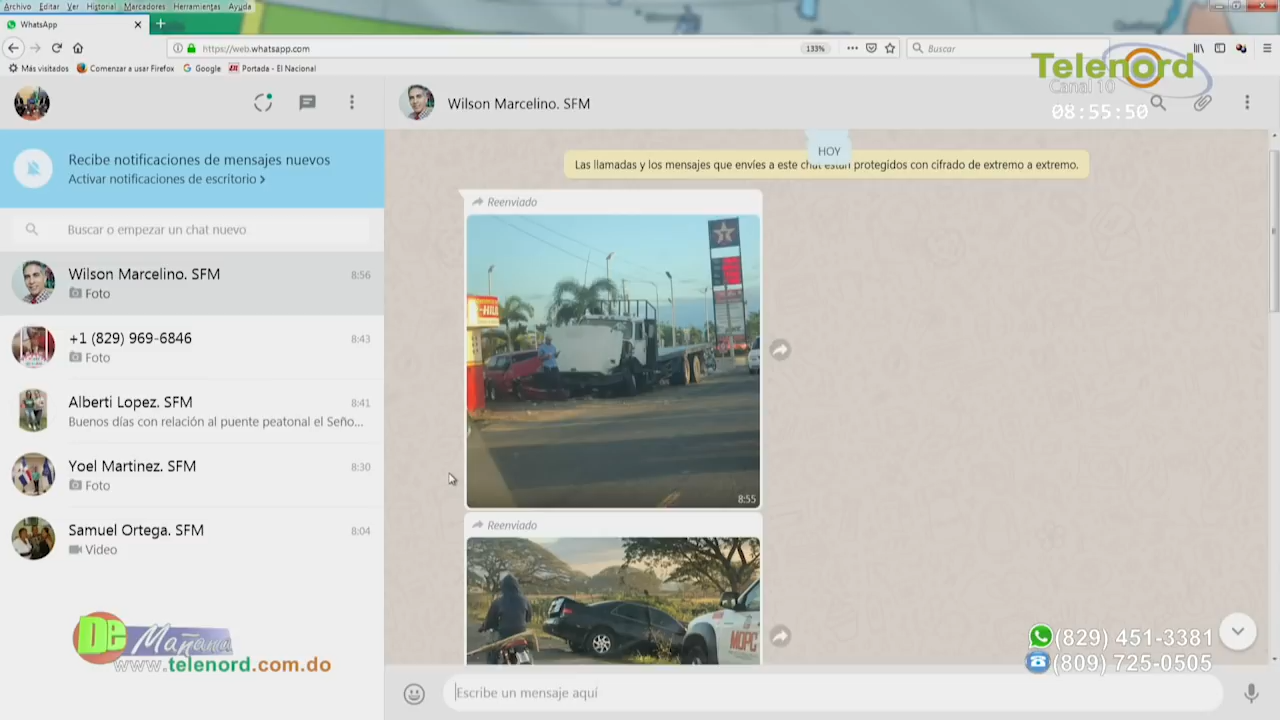 Archivo Editar Ver Historial Marcadores Herramientas Ayuda
WhatsApp
https://web.whatsapp.com
133%
Buscar
Más visitados Comenzar a usar Firefox Google Portada - El Nacional
Telenord
Canal 10
08:55:50
Wilson Marcelino. SFM
Recibe notificaciones de mensajes nuevos
Activar notificaciones de escritorio
HOY
Las llamadas y los mensajes que envíes a este chat están protegidos con cifrado de extremo a extremo.
Buscar o empezar un chat nuevo
Wilson Marcelino. SFM 8:56
Foto
+1 (829) 969-6846 8:43
Foto
Alberti Lopez. SFM 8:41
Buenos días con relación al puente peatonal el Seño...
Yoel Martinez. SFM 8:30
Foto
Samuel Ortega. SFM 8:04
Video
Reenviado
8:55
Reenviado
MOPC
De Mañana
www.telenord.com.do
(829) 451-3381
(809) 725-0505
Escribe un mensaje aquí